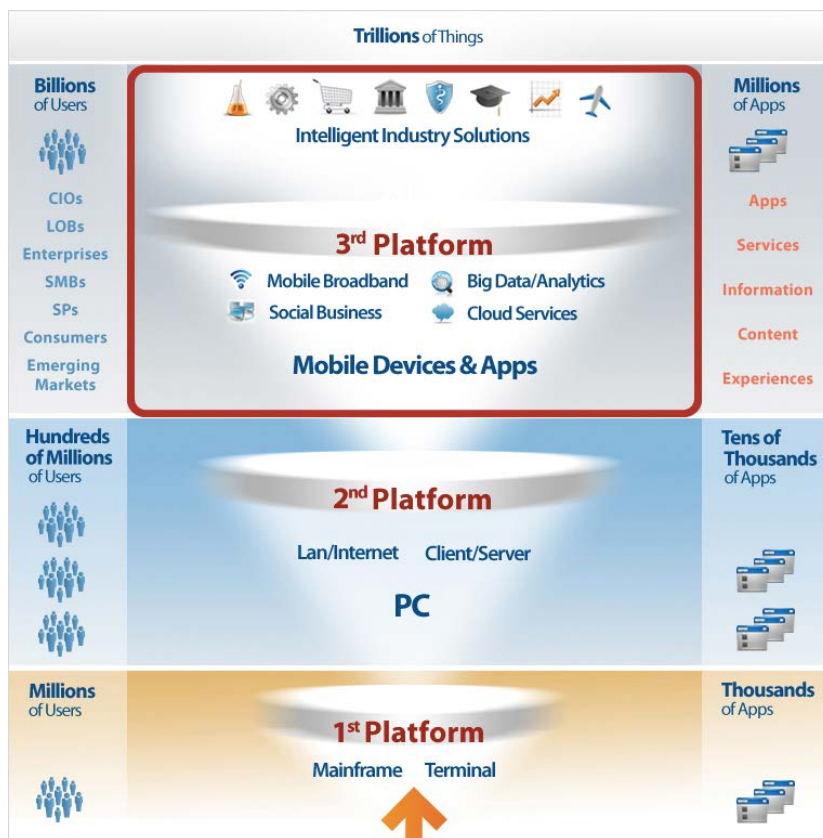 Trillions of Things
Billions
of Users
CIOs
LOBs
Enterprises
SMBs
SPs
Consumers
Emerging
Markets
Intelligent Industry Solutions
3rd Platform
Mobile Broadband
Big Data/Analytics
Social Business
Cloud Services
Mobile Devices & Apps
Millions
of Apps
Apps
Services
Information
Content
Experiences
Hundreds
of Millions
of Users
2nd Platform
Lan/Internet
Client/Server
PC
Tens of
Thousands
of Apps
Millions
of Users
1st Platform
Mainframe
Terminal
Thousands
of Apps